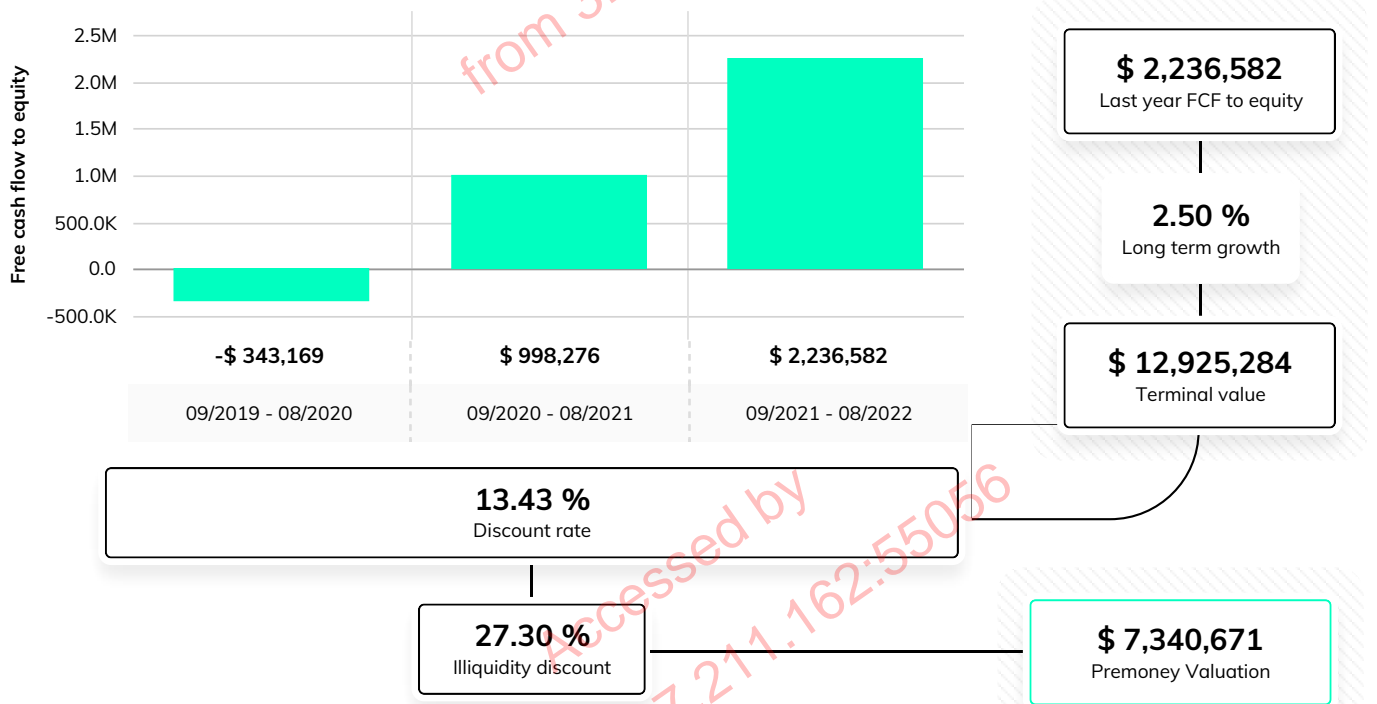 Free cash flow to equity
2.5M
2.0M
1.5M
1.0M
500.0K
0.0
-500.0K
-$ 343,169
$ 998,276
$ 2,236,582
09/2019 - 08/2020
09/2020 - 08/2021
09/2021 - 08/2022
$ 2,236,582
Last year FCF to equity
2.50 %
Long term growth
$ 12,925,284
Terminal value
13.43 %
Discount rate
27.30 %
Illiquidity discount
$ 7,340,671
Premoney Valuation
from
Accessed by
7.211.162:55056